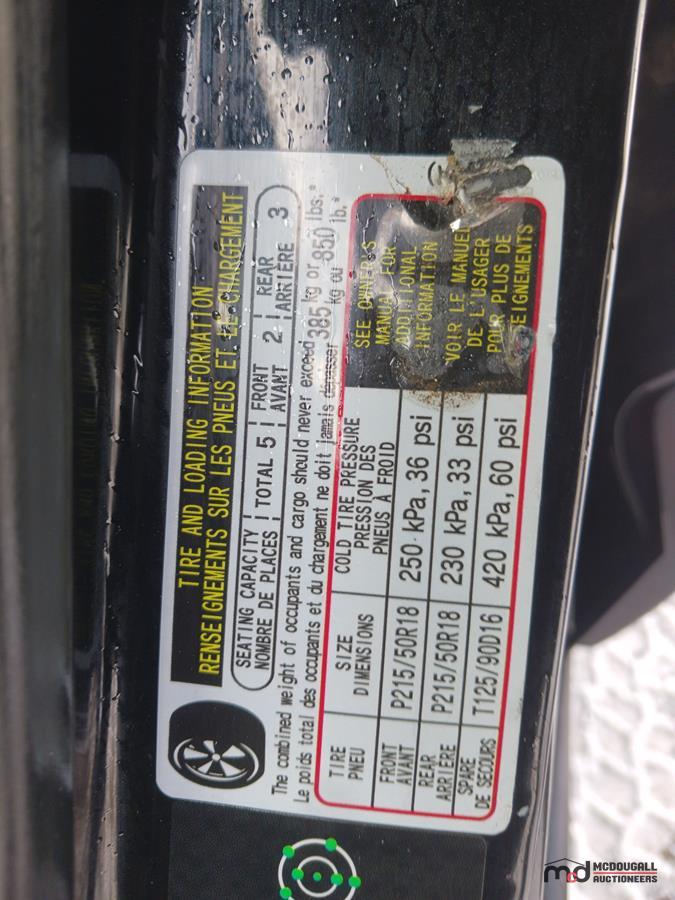 TIRE AND LOADING INFORMATION
RENSEIGNEMENTS SUR LES PNEUS ET LE CHARGEMENT
SEATING CAPACITY TOTAL 5 FRONT 2 REAR 3
NOMBRE DE PLACES AVANT ARRIÈRE
The combined weight of occupants and cargo should never exceed 385 kg or 850 lbs.*
Le poids total des occupants et du chargement ne doit jamais dépasser kg ou lb.*
TIRE SIZE COLD TIRE PRESSURE
PNEU DIMENSIONS PRESSION DES
PNEUS À FROID
FRONT P215/50R18 250 kPa, 36 psi
AVANT
REAR P215/50R18 230 kPa, 33 psi
ARRIÈRE
SPARE T125/90D16 420 kPa, 60 psi
DE SECOURS
SEE OWNER'S
MANUAL FOR
ADDITIONAL
INFORMATION
VOIR LE MANUEL
DE L'USAGER
POUR PLUS DE
EIGNEMENTS
md MCDOUGALL
AUCTIONEERS